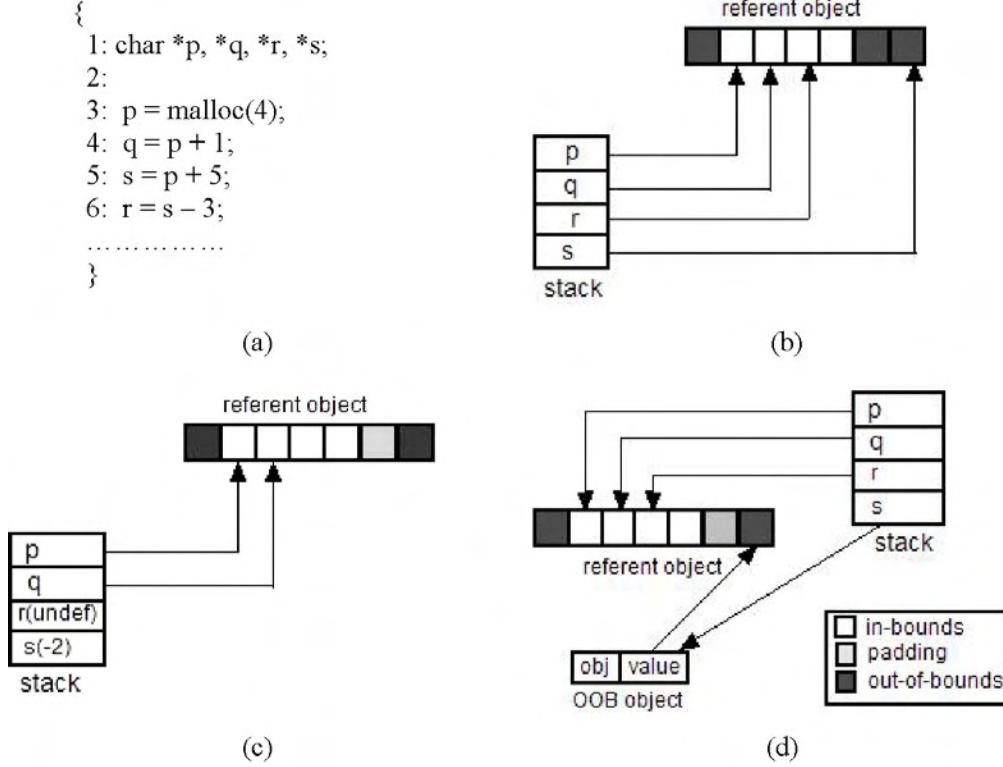 {
1: char *p, *q, *r, *s;
2:
3: p = malloc(4);
4: q = p + 1;
5: s = p + 5;
6: r = s – 3;
……………
}
(a)
referent object
p
q
r
s
stack
(b)
referent object
p
q
r(undef)
s(-2)
stack
(c)
p
q
r
s
stack
referent object
obj value
OOB object
in-bounds
padding
out-of-bounds
(d)